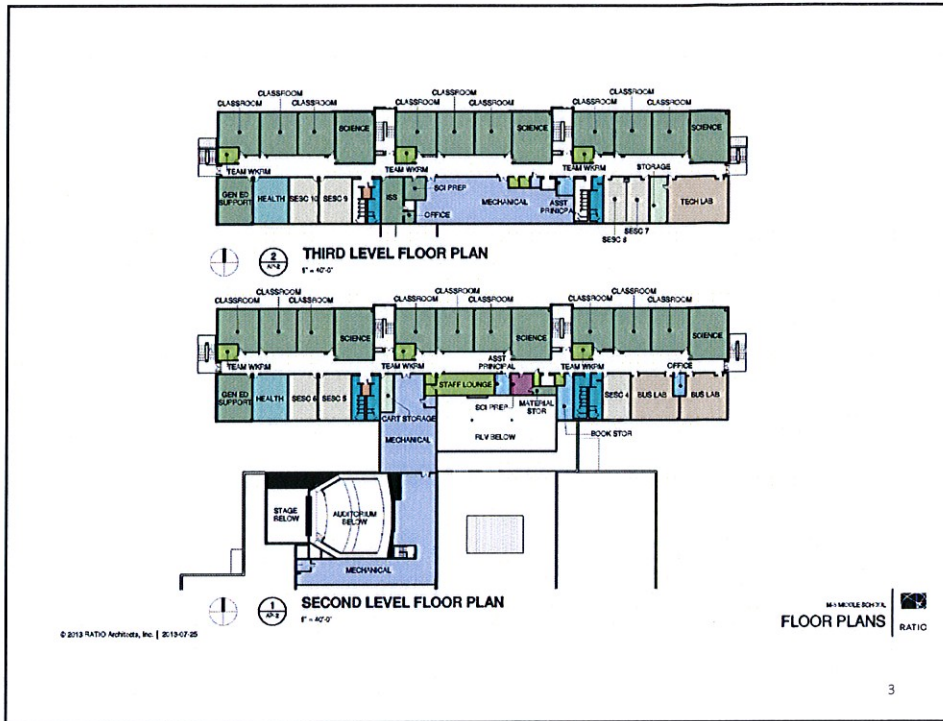 CLASSROOM CLASSROOM CLASSROOM
CLASSROOM CLASSROOM CLASSROOM
CLASSROOM CLASSROOM CLASSROOM
SCIENCE SCIENCE SCIENCE
TEAM WKRM TEAM WKRM TEAM WKRM STORAGE
GEN ED SUPPORT
HEALTH
SESC 10
SESC 9
ISS
SCI PREP
OFFICE
MECHANICAL
ASST PRINCIPAL
SESC 8
SESC 7
TECH LAB
2
THIRD LEVEL FLOOR PLAN
CLASSROOM CLASSROOM CLASSROOM
CLASSROOM CLASSROOM CLASSROOM
CLASSROOM CLASSROOM CLASSROOM
SCIENCE SCIENCE SCIENCE
TEAM WKRM TEAM WKRM TEAM WKRM
ASST PRINCIPAL
OFFICE
GEN ED SUPPORT
HEALTH
SESC 6
SESC 5
CART STORAGE
MECHANICAL
STAFF LOUNGE
SCI PREP
MATERIAL STOR
BOOK STOR
SESC 4
BUS LAB
BUS LAB
BELOW
STAGE BELOW
AUDITORIUM BELOW
MECHANICAL
1
SECOND LEVEL FLOOR PLAN
© 2013 RATIO Architects, Inc. | 2013-07-25
MIDDLE SCHOOL
FLOOR PLANS
RATIO
3